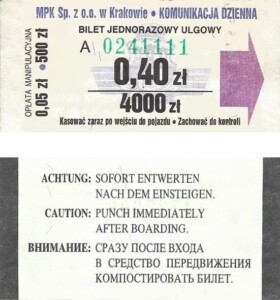 MPK Sp. z o.o. w Krakowie • KOMUNIKACJA DZIENNA
OPŁATA MANIPULACYJNA
0,05 zł • 500 zł
BILET JEDNORAZOWY ULGOWY
A 0241111
0,40 zł
4000 zł
Kasować zaraz po wejściu do pojazdu • Zachować do kontroli
ACHTUNG: SOFORT ENTWERTEN
NACH DEM EINSTEIGEN.
CAUTION: PUNCH IMMEDIATELY
AFTER BOARDING.
ВНИМАНИЕ: СРАЗУ ПОСЛЕ ВХОДА
В СРЕДСТВО ПЕРЕДВИЖЕНИЯ
КОМПОСТИРОВАТЬ БИЛЕТ.